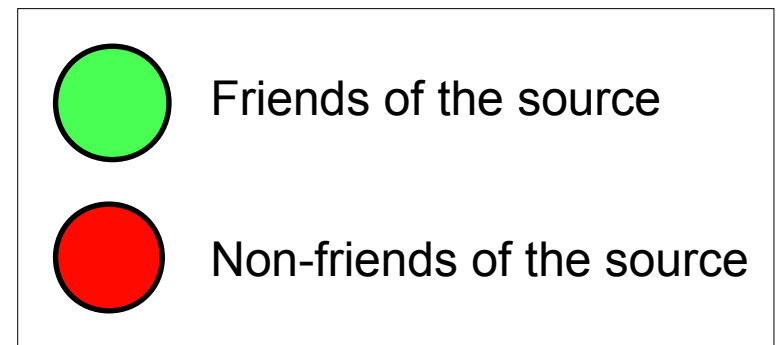 Friends of the source
Non-friends of the source